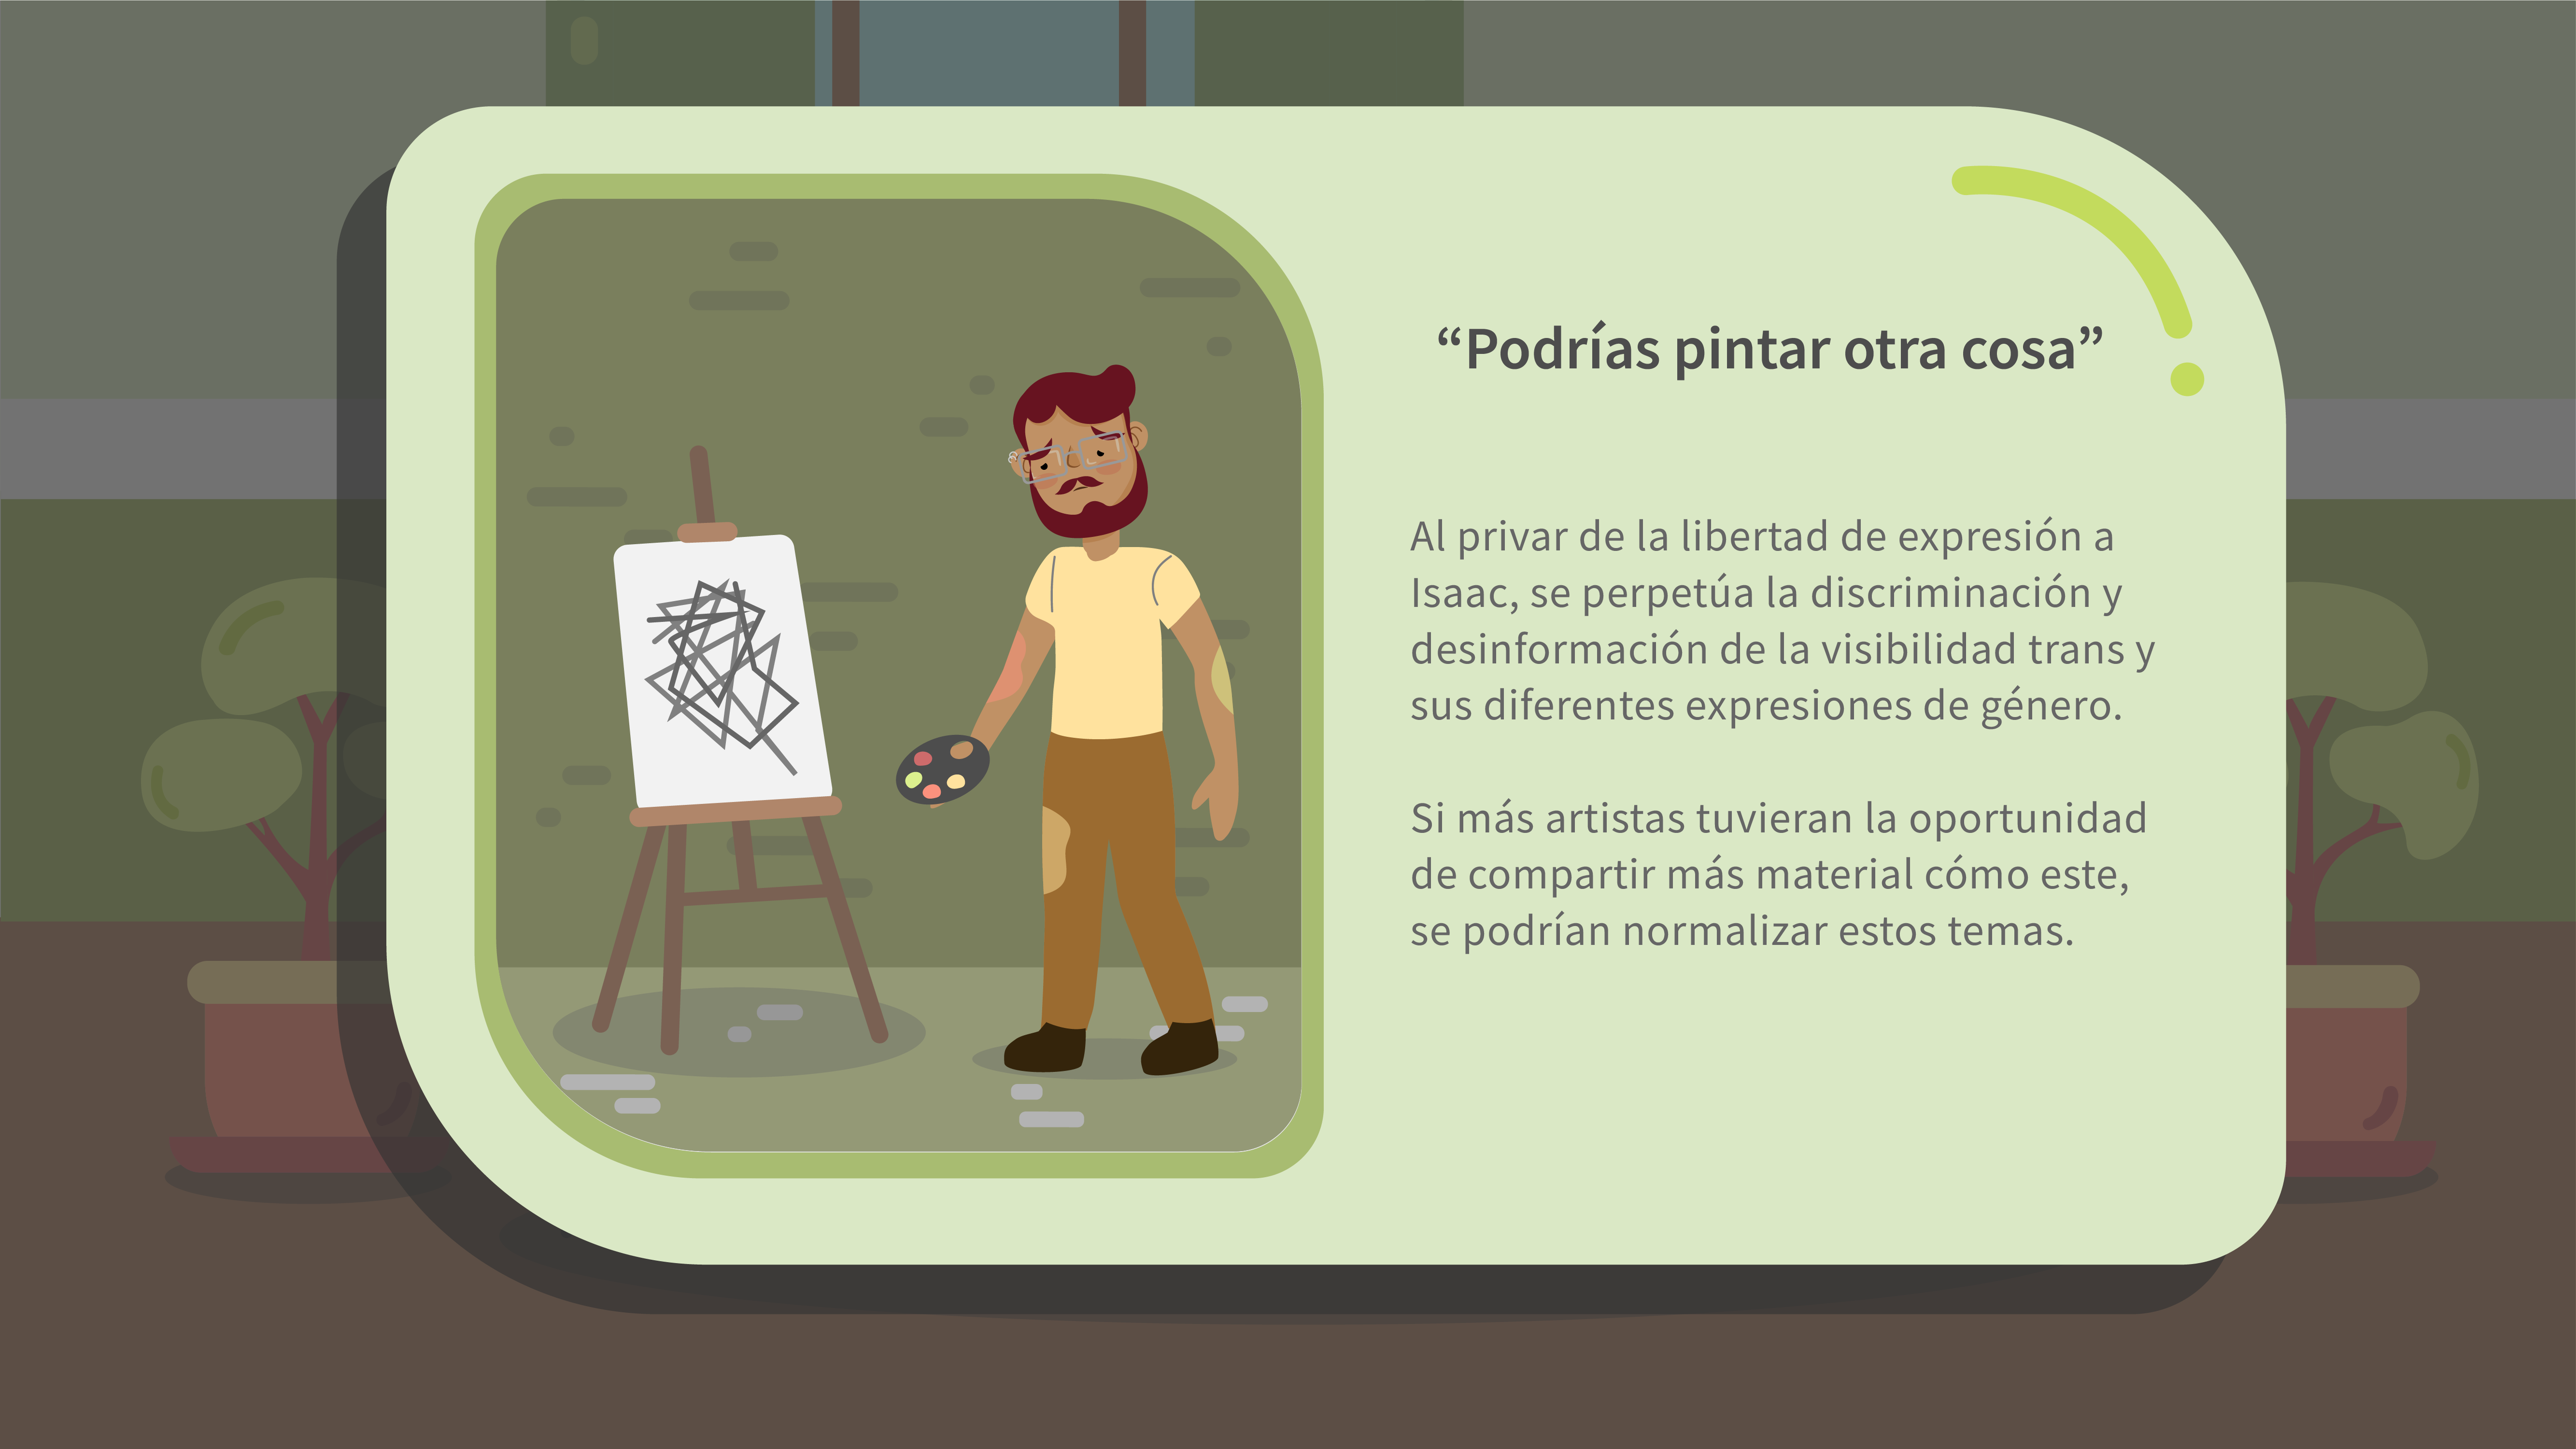 “Podrías pintar otra cosa”
Al privar de la libertad de expresión a
Isaac, se perpetúa la discriminación y
desinformación de la visibilidad trans y
sus diferentes expresiones de género.
Si más artistas tuvieran la oportunidad
de compartir más material cómo este,
se podrían normalizar estos temas.